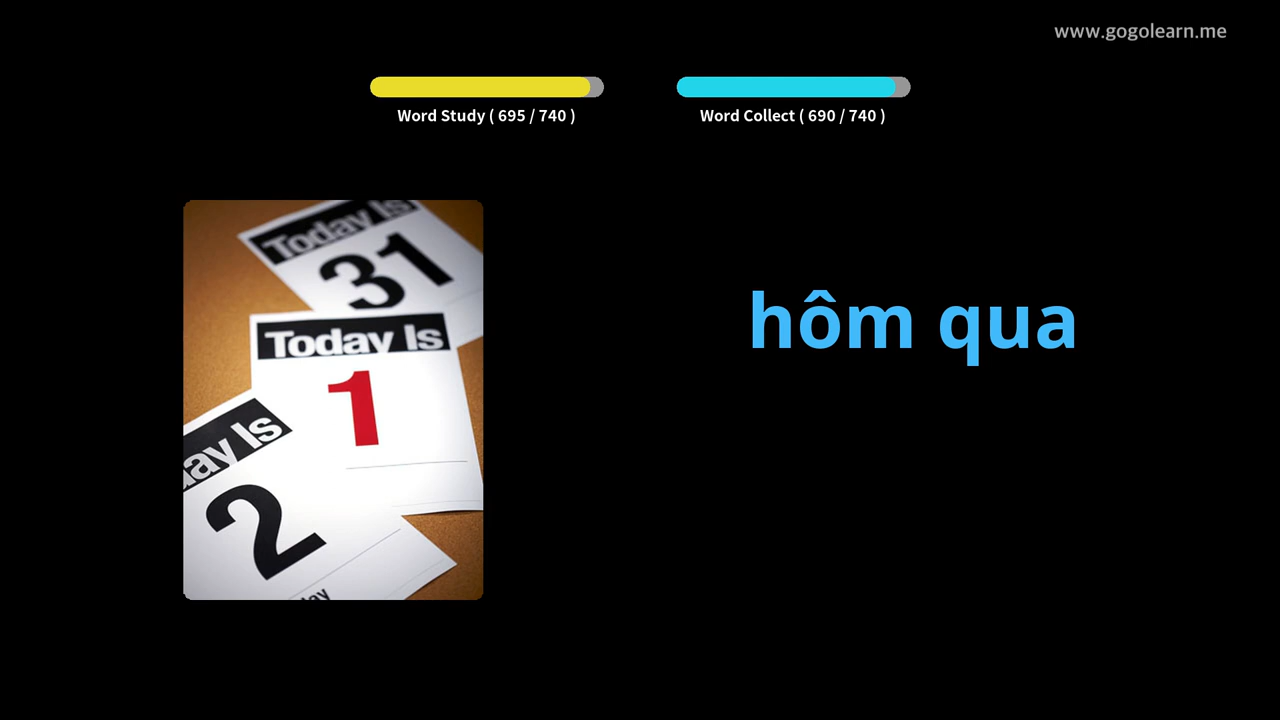 www.gogolearn.me
Word Study ( 695 / 740 )
Word Collect ( 690 / 740 )
Today Is
31
Today Is
1
hôm qua
ay Is
2